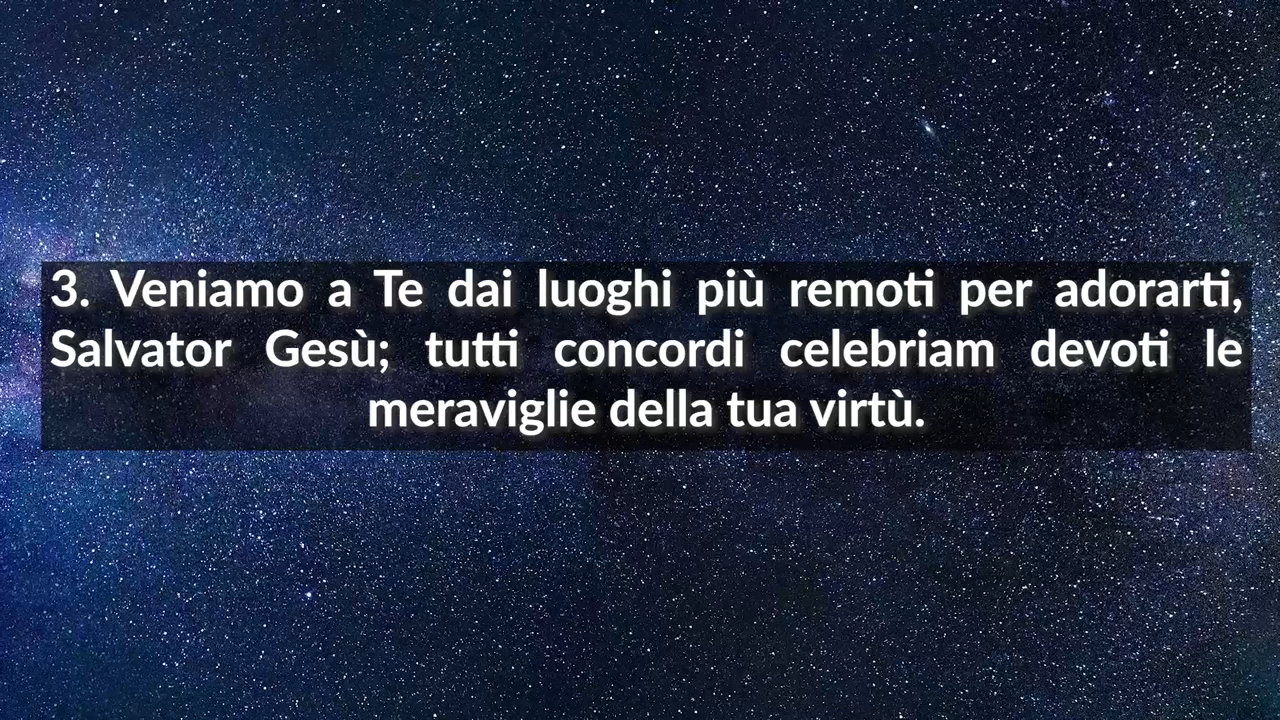 3. Veniamo a Te dai luoghi più remoti per adorarti,
Salvator Gesù; tutti concordi celebriam devoti le
meraviglie della tua virtù.